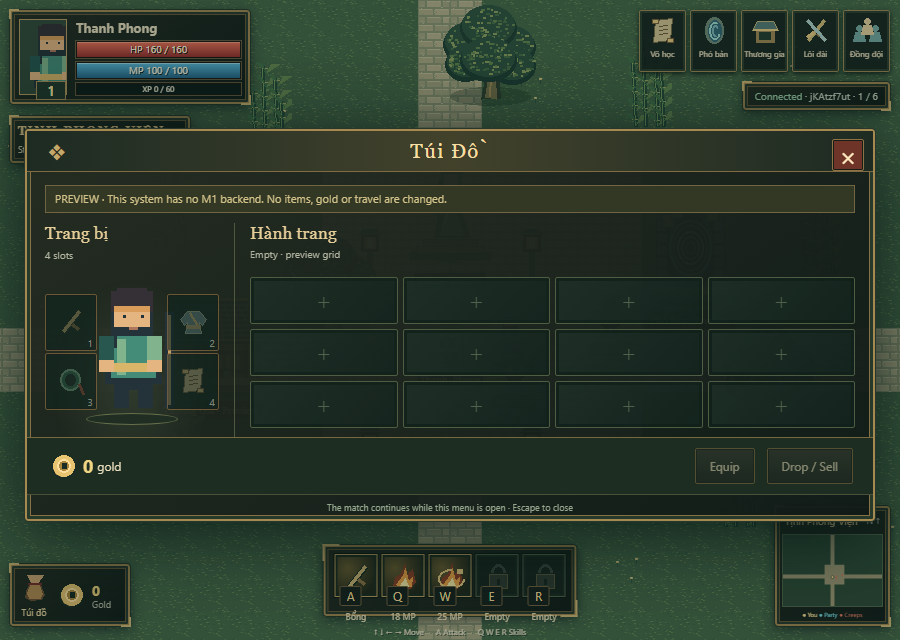 Thanh Phong
HP 160 / 160
MP 100 / 100
XP 0 / 60
1
Võ học
Phó bản
Thương gia
Lôi đài
Đồng đội
Connected · jKAtzf7ut · 1 / 6
Túi Đồ
×
PREVIEW · This system has no M1 backend. No items, gold or travel are changed.
Trang bị
4 slots
1
2
3
4
Hành trang
Empty · preview grid
+ + + +
+ + + +
+ + + +
0 gold
Equip
Drop / Sell
The match continues while this menu is open · Escape to close
Túi đồ
0
Gold
A
Q
W
E
R
Bổng
18 MP
25 MP
Empty
Empty
Move
A Attack
Q W E R Skills
Tịnh Phong Viện
● You ● Party ● Creeps